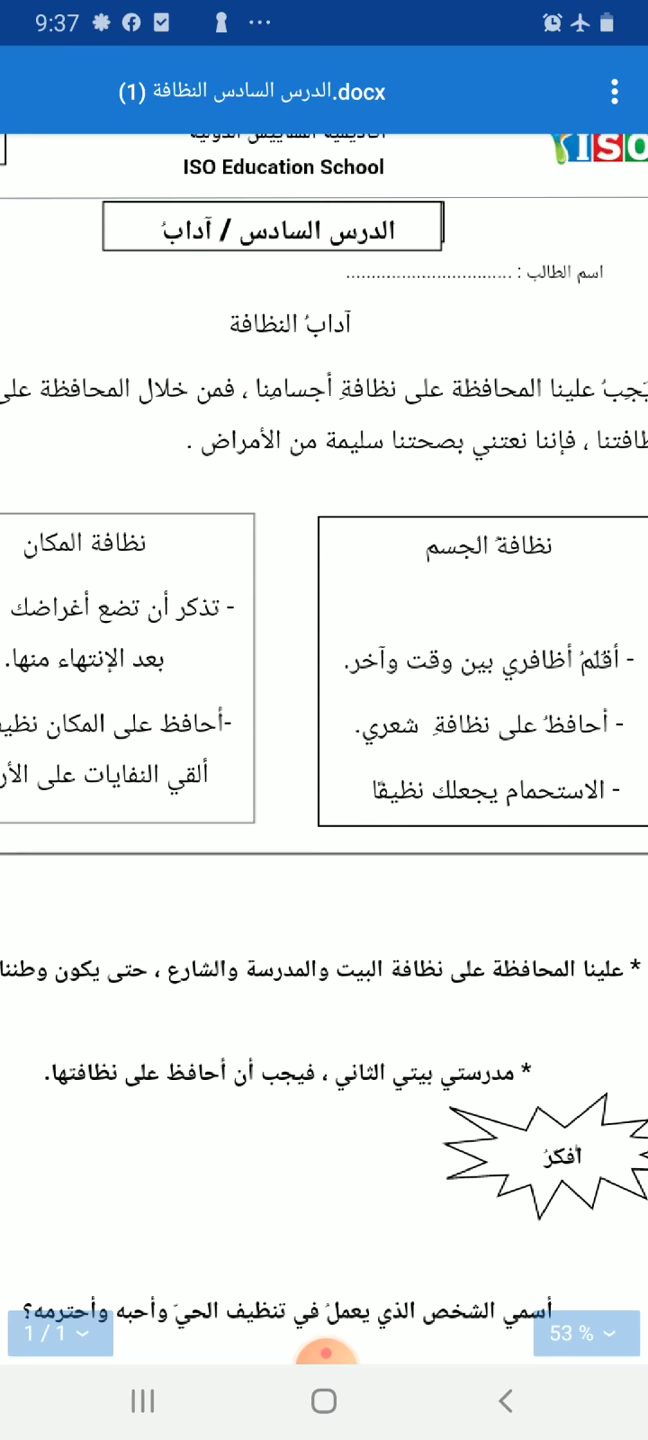 9:37
الدرس السادس النظافة (1).docx
ISO Education School
ISO
الدرس السادس / آدابُ
اسم الطالب : .................................
آدابُ النظافة
يَجِبُ علينا المحافظة على نظافةِ أجسامِنا ، فمن خلال المحافظة على
، فإننا نعتني بصحتنا سليمة من الأمراض .
نظافةُ الجسم
- أقلّمُ أظافري بين وقت وآخر.
- أحافظُ على نظافةِ شعري.
- الاستحمام يجعلك نظيفًا
نظافة المكان
- تذكر أن تضع أغراضك
بعد الإنتهاء منها.
-أحافظ على المكان
ألقي النفايات على
* علينا المحافظة على نظافة البيت والمدرسة والشارع ، حتى يكون وطننا
* مدرستي بيتي الثاني ، فيجب أن أحافظ على نظافتها.
أفكرُ
أسمي الشخص الذي يعملُ في تنظيف الحيّ وأحبه وأحترمه؟
1 / 1
53 %